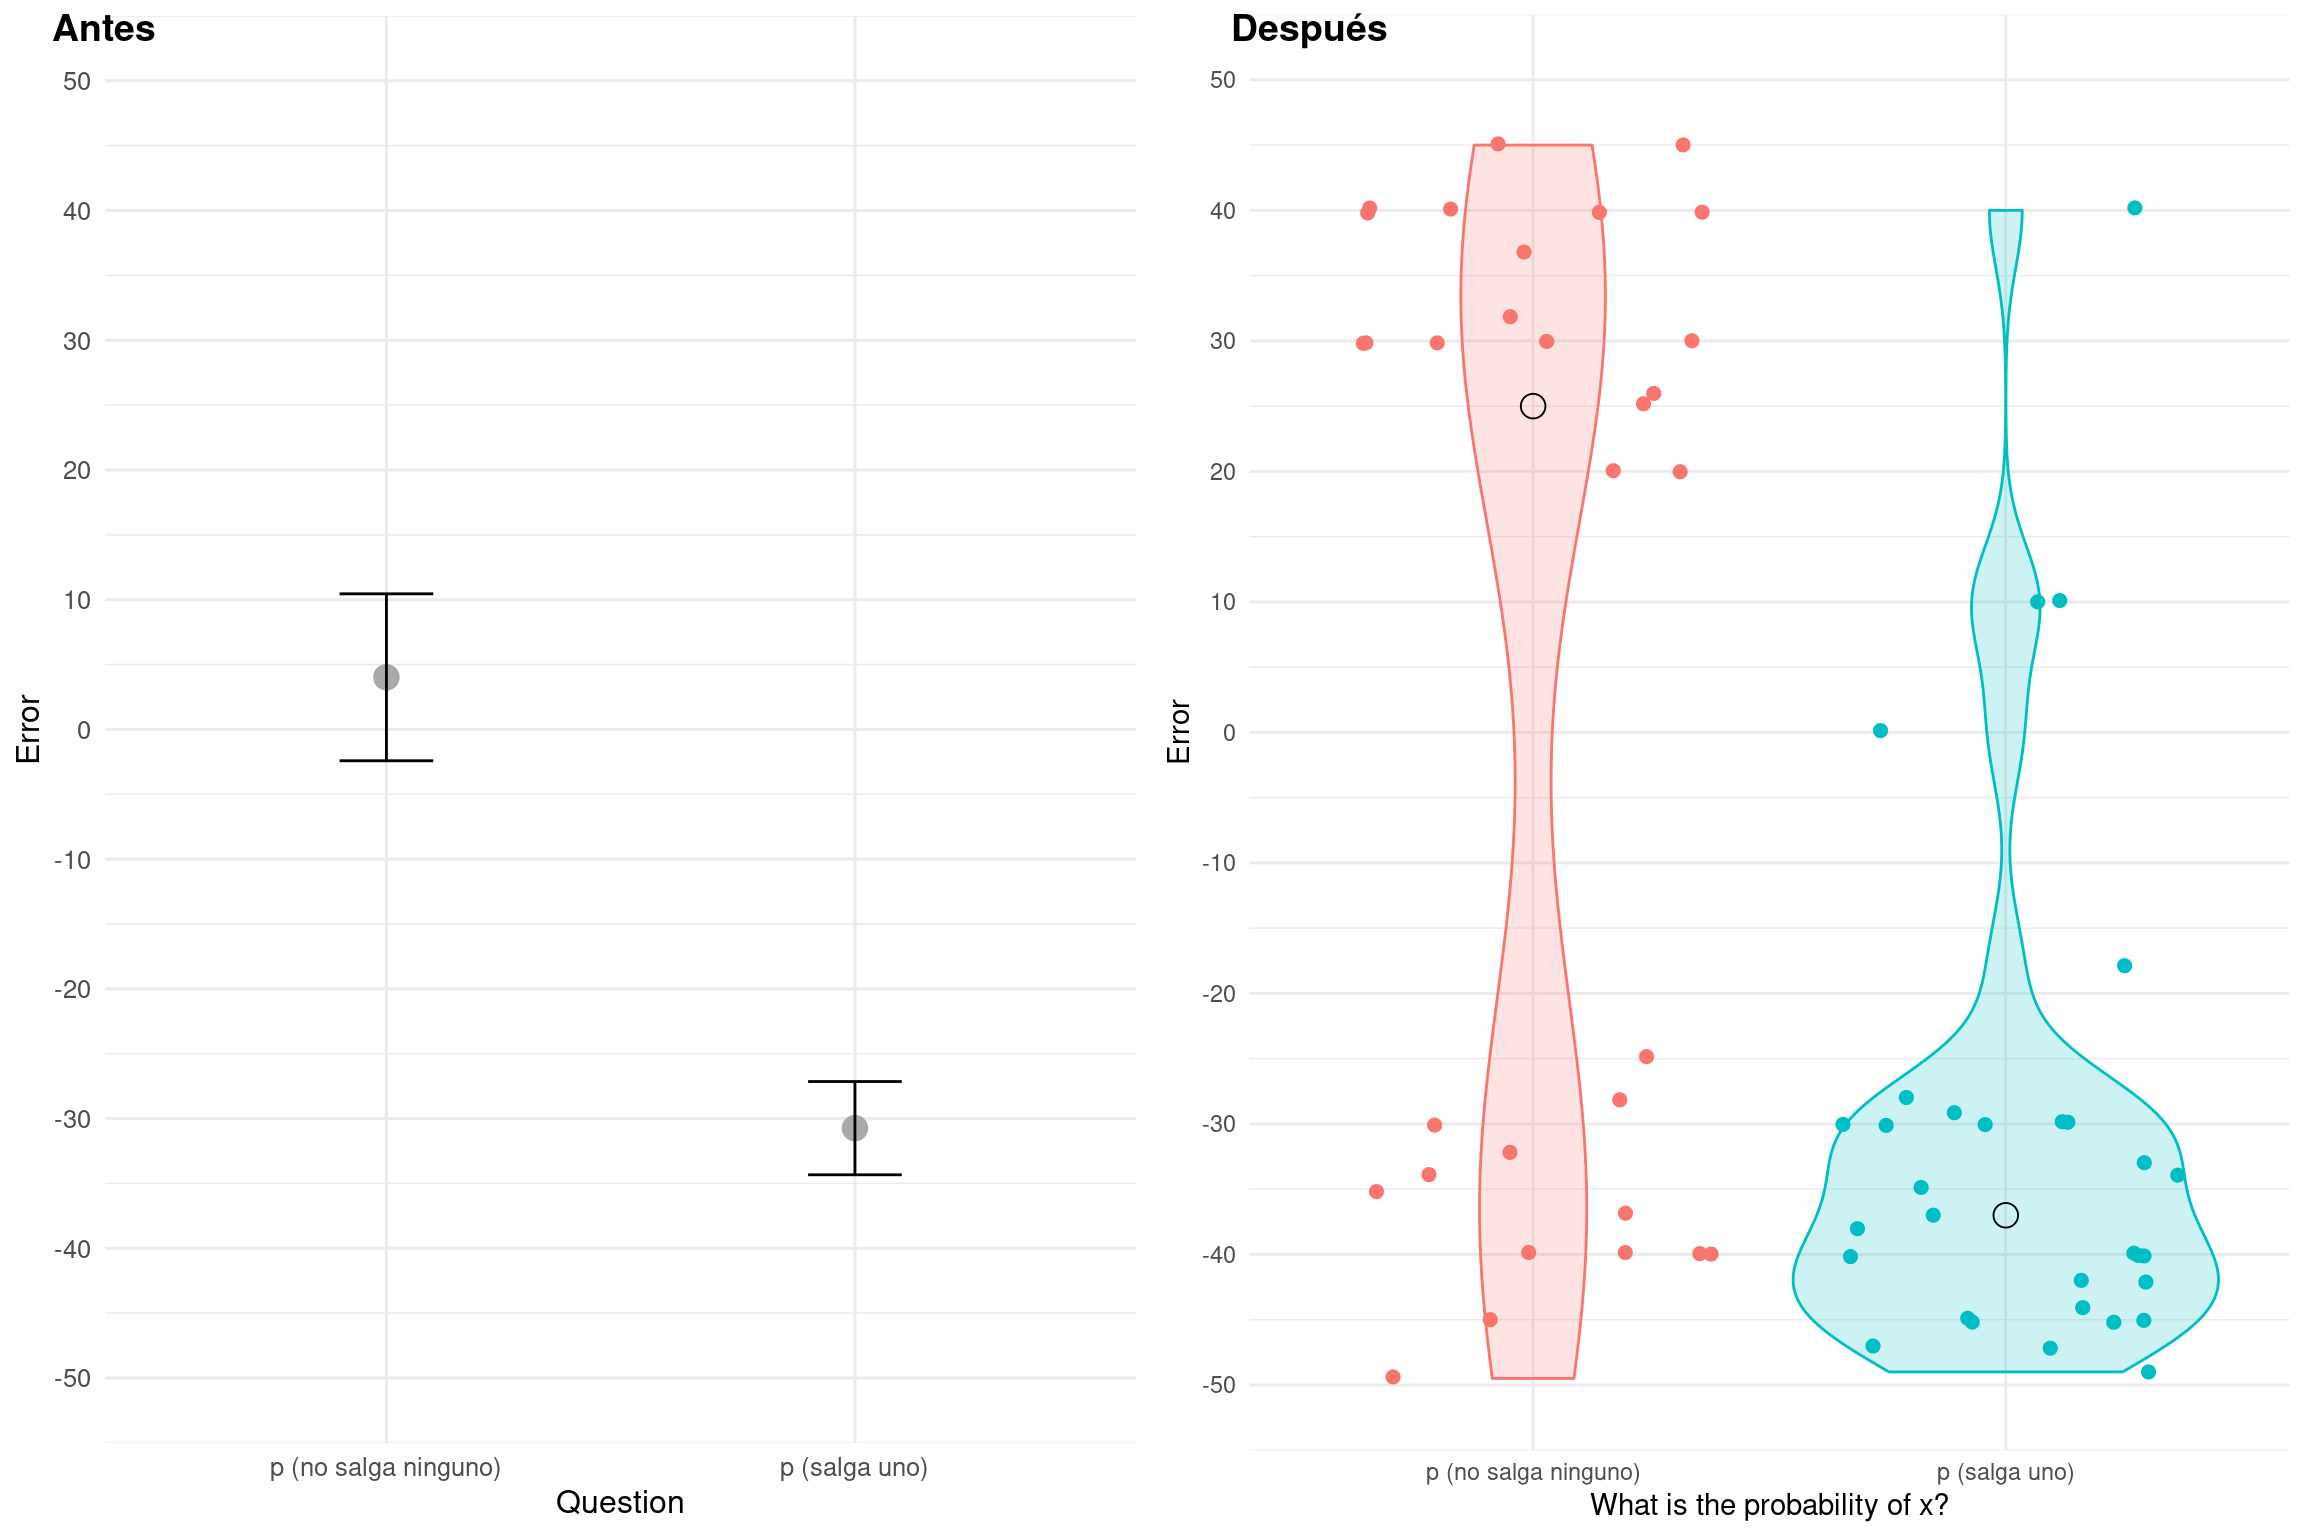 Antes
50
40
30
20
10
0
-10
-20
-30
-40
-50
Error
p (no salga ninguno)
p (salga uno)
Question
Después
50
40
30
20
10
0
-10
-20
-30
-40
-50
Error
p (no salga ninguno)
p (salga uno)
What is the probability of x?